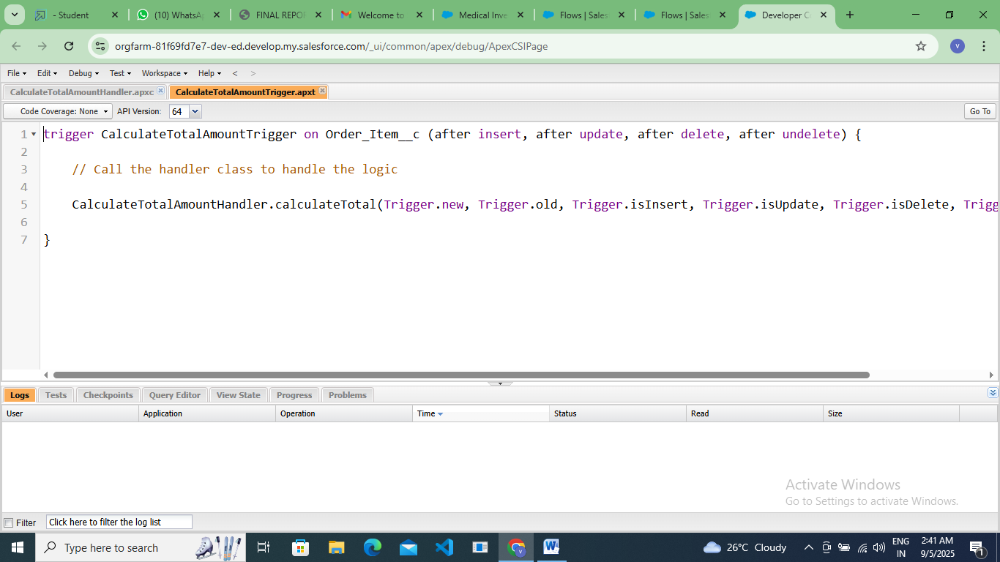 - Student
(10) WhatsA
FINAL REPO
Welcome to
Medical Inve
Flows | Sales
Flows | Sales
Developer C
orgfarm-81f69fd7e7-dev-ed.develop.my.salesforce.com/_ui/common/apex/debug/ApexCSIPage
V
File Edit Debug Test Workspace Help < >
CalculateTotalAmountHandler.apxc CalculateTotalAmountTrigger.apxt
Code Coverage: None API Version: 64 Go To
1 trigger CalculateTotalAmountTrigger on Order_Item__c (after insert, after update, after delete, after undelete) {
2
3 // Call the handler class to handle the logic
4
5 CalculateTotalAmountHandler.calculateTotal(Trigger.new, Trigger.old, Trigger.isInsert, Trigger.isUpdate, Trigger.isDelete, Trigg
6
7 }
Logs Tests Checkpoints Query Editor View State Progress Problems
User Application Operation Time Status Read Size
Activate Windows
Go to Settings to activate Windows.
Filter Click here to filter the log list
Type here to search
26°C Cloudy
ENG
IN
2:41 AM
9/5/2025
1